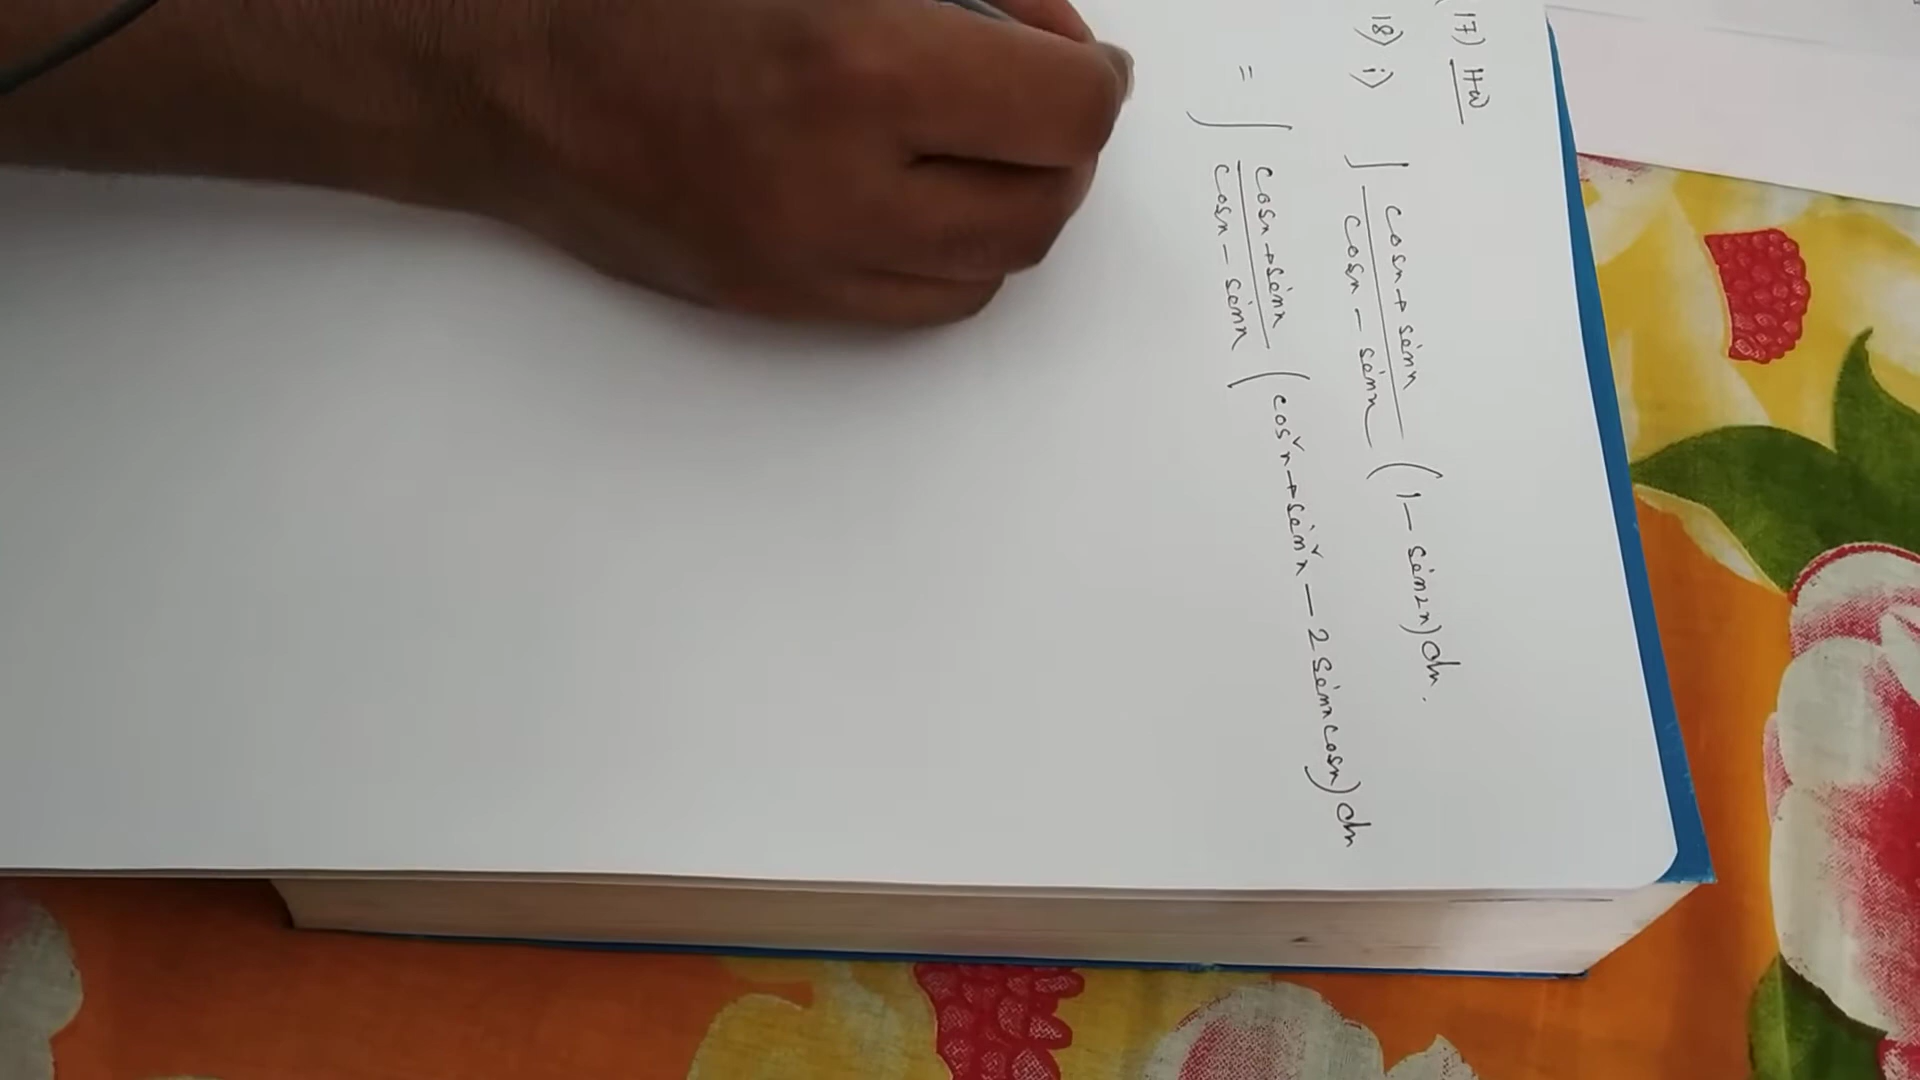 17) HW
18) i) ∫ (cosx + sinx)/(cosx - sinx) (1 - sin2x)dx.
= ∫ (cosx + sinx)/(cosx - sinx) (cos²x + sin²x - 2 sinx cosx)dx